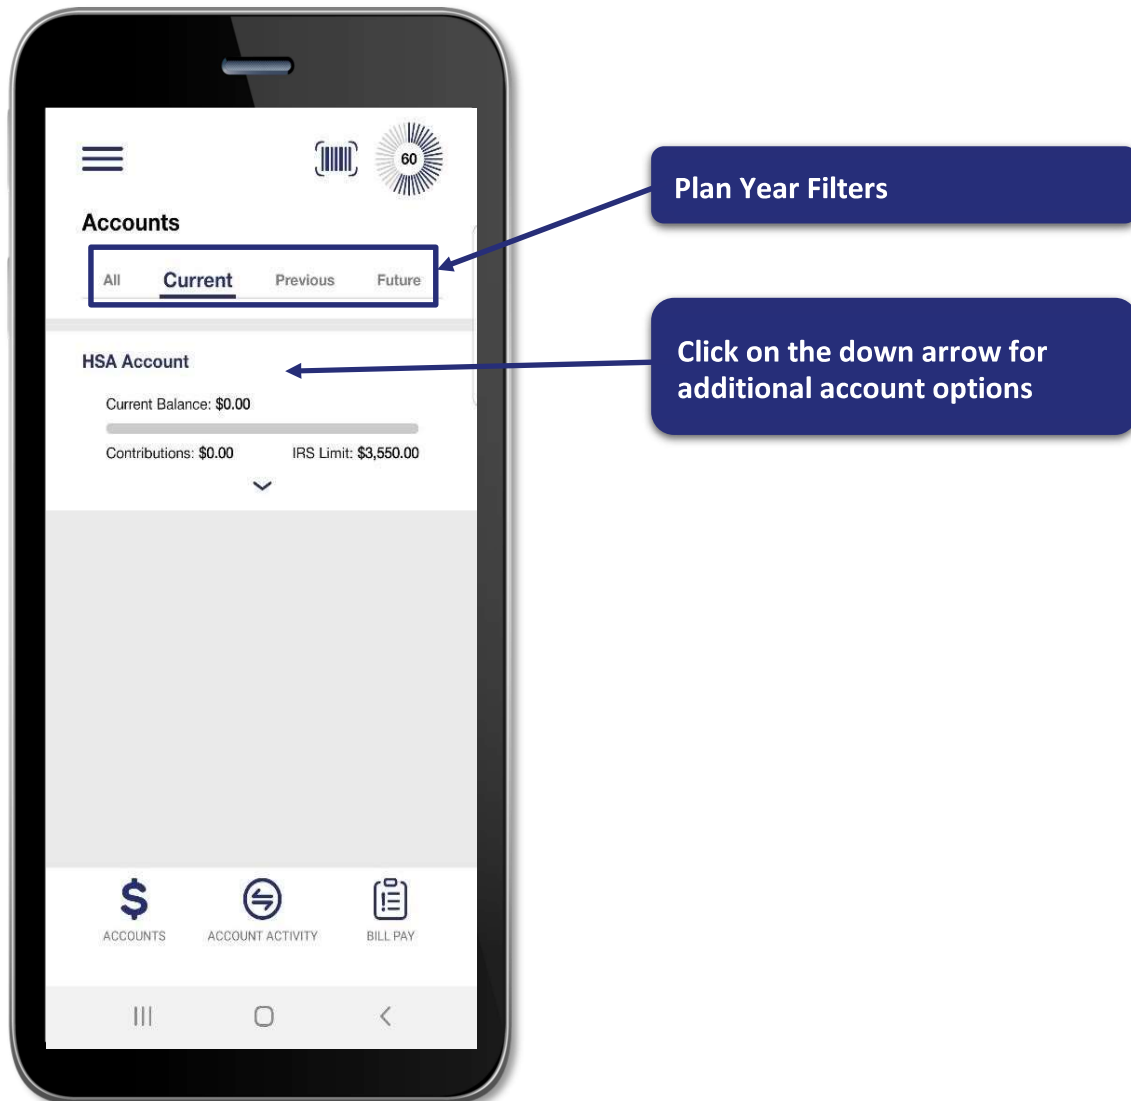 60
Plan Year Filters
Accounts
All Current Previous Future
Click on the down arrow for
additional account options
HSA Account
Current Balance: $0.00
Contributions: $0.00 IRS Limit: $3,550.00
ACCOUNTS ACCOUNT ACTIVITY BILL PAY